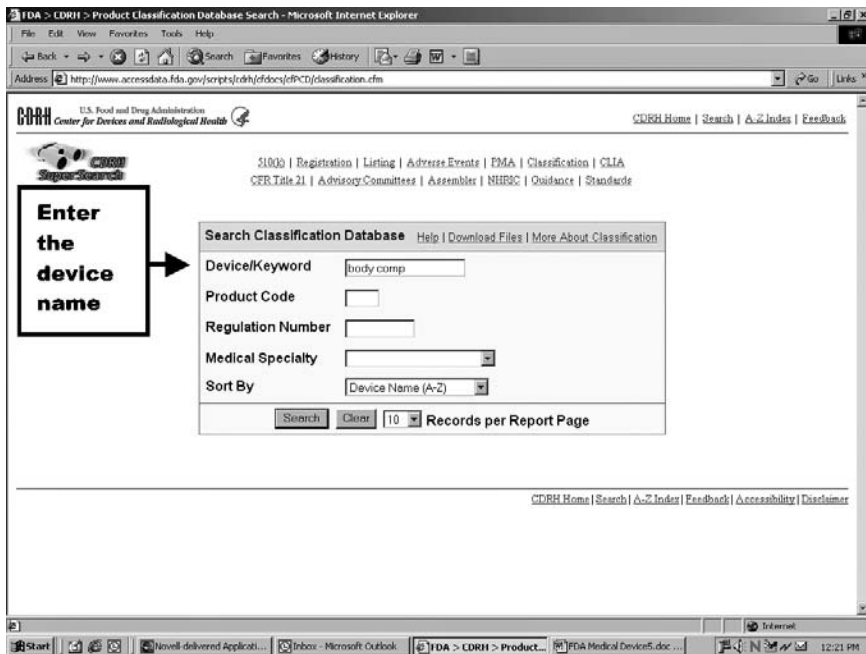 FDA > CDRH > Product Classification Database Search - Microsoft Internet Explorer
File Edit View Favorites Tools Help
Back Search Favorites History
Address http://www.accessdata.fda.gov/scripts/cdrh/cfdocs/cfPCD/classification.cfm Go Links
CDRH U.S. Food and Drug Administration
Center for Devices and Radiological Health
CDRH Home | Search | A-Z Index | Feedback
CDRH
SuperSearch
510(k) | Registration | Listing | Adverse Events | PMA | Classification | CLIA
CFR Title 21 | Advisory Committees | Assembler | NHRIC | Guidance | Standards
Enter
the
device
name
Search Classification Database Help | Download Files | More About Classification
Device/Keyword body comp
Product Code
Regulation Number
Medical Specialty
Sort By Device Name (A-Z)
Search Clear 10 Records per Report Page
CDRH Home | Search | A-Z Index | Feedback | Accessibility | Disclaimer
Internet
Start Novell-delivered Applicati... Inbox - Microsoft Outlook FDA > CDRH > Product... FDA Medical Device5.doc ... 12:21 PM